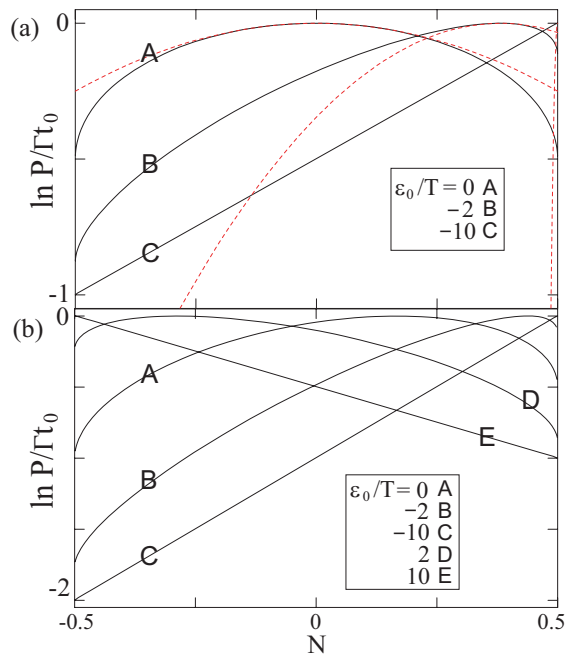 (a)
0
A
B
C
ln P/Γt₀
ε₀/T = 0 A
−2 B
−10 C
-1
(b)
0
A
B
C
D
E
ln P/Γt₀
ε₀/T = 0 A
−2 B
−10 C
2 D
10 E
-2
-0.5 0 0.5
N